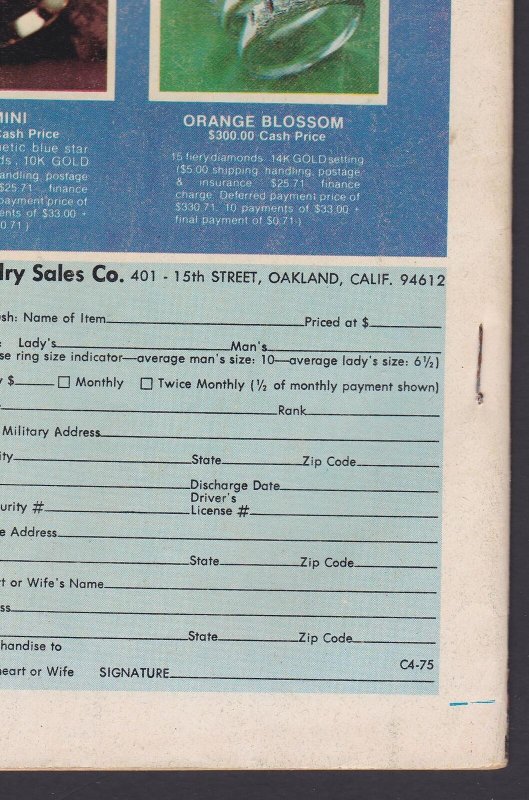 MINI
Cash Price
netic blue star
ds, 10K GOLD
handling, postage
$25.71 finance
payment price of
ents of $33.00 +
0.71)
ORANGE BLOSSOM
$300.00 Cash Price
15 fiery diamonds 14K GOLD setting
($5.00 shipping, handling, postage
& insurance $25.71 finance
charge. Deferred payment price of
$330.71. 10 payments of $33.00 +
final payment of $0.71.)
lry Sales Co. 401 - 15th STREET, OAKLAND, CALIF. 94612
ush: Name of Item Priced at $
: Lady's Man's
se ring size indicator—average man's size: 10—average lady's size: 6½)
y $ Monthly Twice Monthly (½ of monthly payment shown)
Rank
Military Address
ity State Zip Code
Discharge Date
Driver's
urity # License #
e Address
State Zip Code
rt or Wife's Name
ss
State Zip Code
handise to
eart or Wife SIGNATURE
C4-75